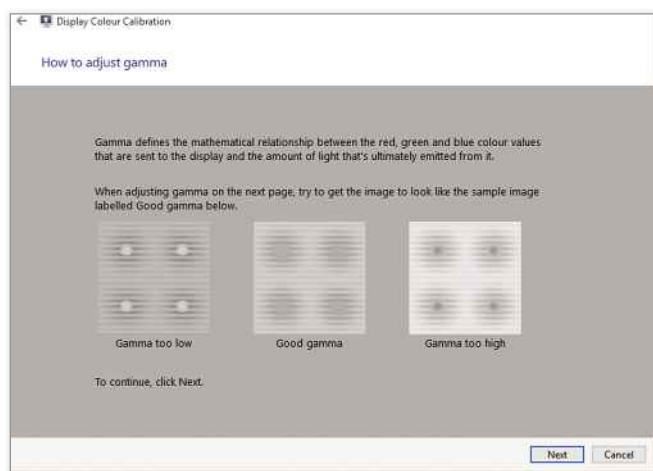 Display Colour Calibration
How to adjust gamma
Gamma defines the mathematical relationship between the red, green and blue colour values
that are sent to the display and the amount of light that's ultimately emitted from it.
When adjusting gamma on the next page, try to get the image to look like the sample image
labelled Good gamma below.
Gamma too low
Good gamma
Gamma too high
To continue, click Next.
Next
Cancel